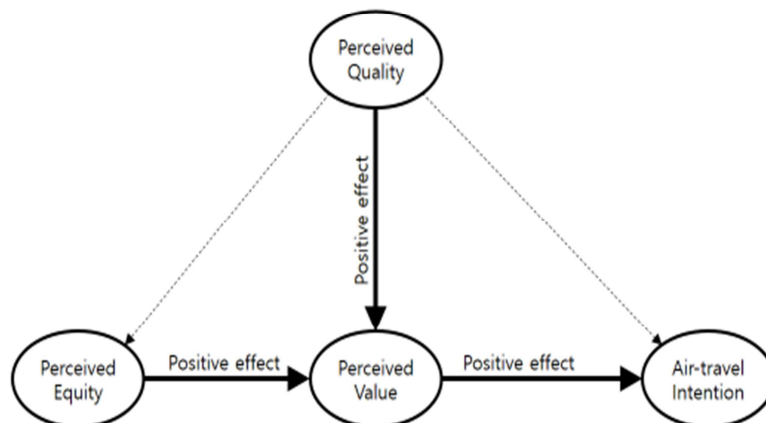 Perceived
Quality
Positive effect
Perceived
Equity
Positive effect
Perceived
Value
Positive effect
Air-travel
Intention